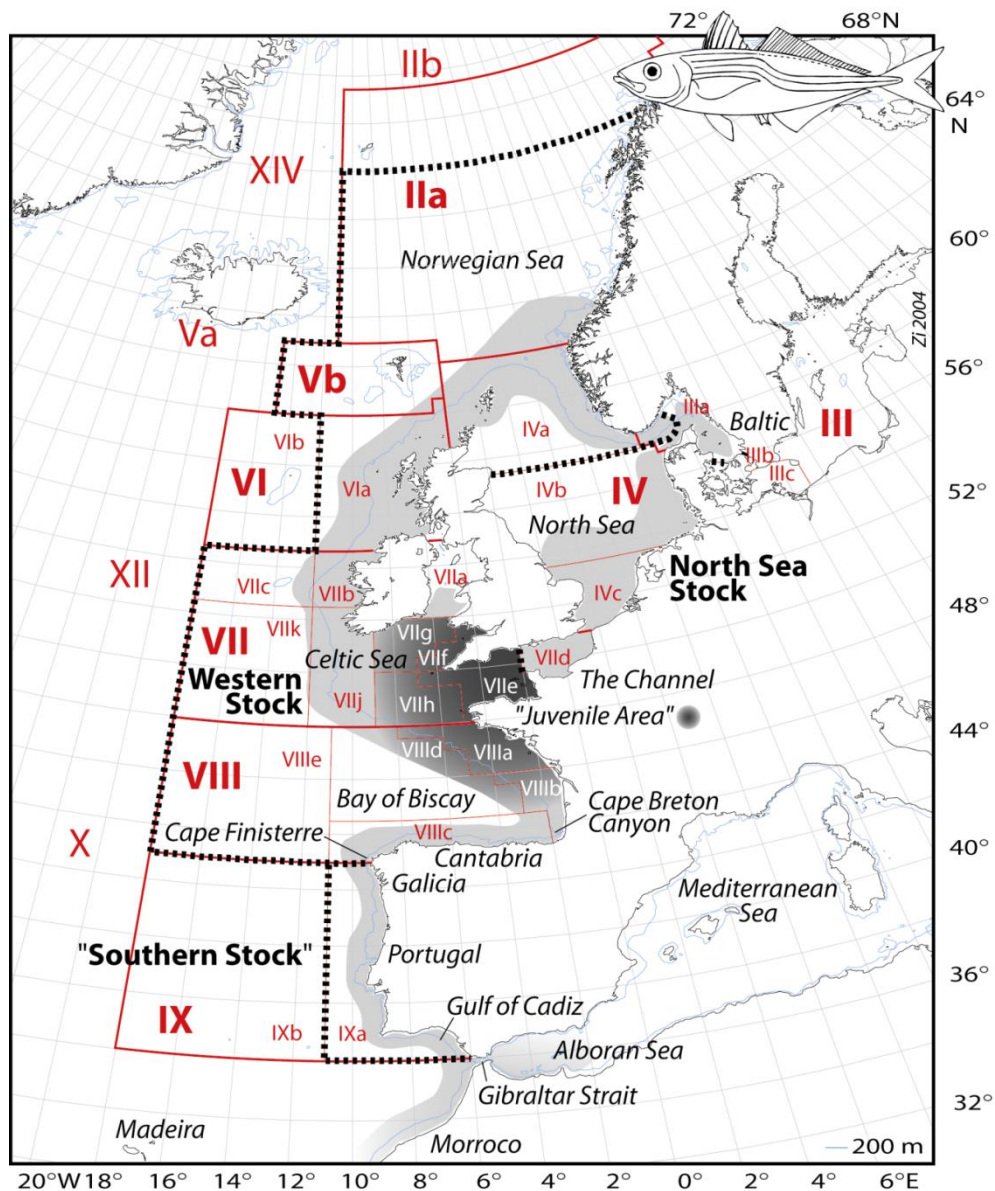 72°
68°N
IIb
64°
N
XIV
IIa
Norwegian Sea
60°
Zi 2004
Va
56°
Vb
IIIa
Baltic
III
VIb
IVa
IIIb
IIIc
VI
VIa
IVb
IV
52°
North Sea
XII
VIIc
VIIb
VIIa
North Sea
Stock
IVc
48°
VIIk
VIIg
VII
Celtic Sea
VIIf
VIId
Western
Stock
VIIj
VIIh
VIIe
The Channel
"Juvenile Area"
44°
VIIIe
VIIId
VIIIa
VIII
VIIIb
Bay of Biscay
Cape Breton
Canyon
X
Cape Finisterre
VIIIc
Cantabria
40°
Galicia
Mediterranean
Sea
"Southern Stock"
Portugal
36°
IX
Gulf of Cadiz
IXb
IXa
Alboran Sea
Gibraltar Strait
32°
Madeira
Morroco
200 m
20°W 18° 16° 14° 12° 10° 8° 6° 4° 2° 0° 2° 4° 6°E